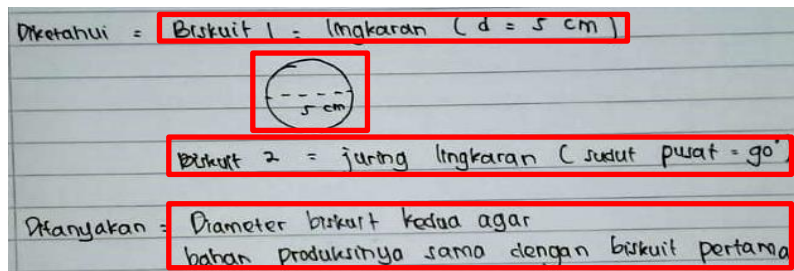 Diketahui = Biskuit 1 = lingkaran ( d = 5 cm )
5 cm
Biskuit 2 = juring lingkaran ( sudut pusat = 90°)
Ditanyakan = Diameter biskuit kedua agar
bahan produksinya sama dengan biskuit pertama